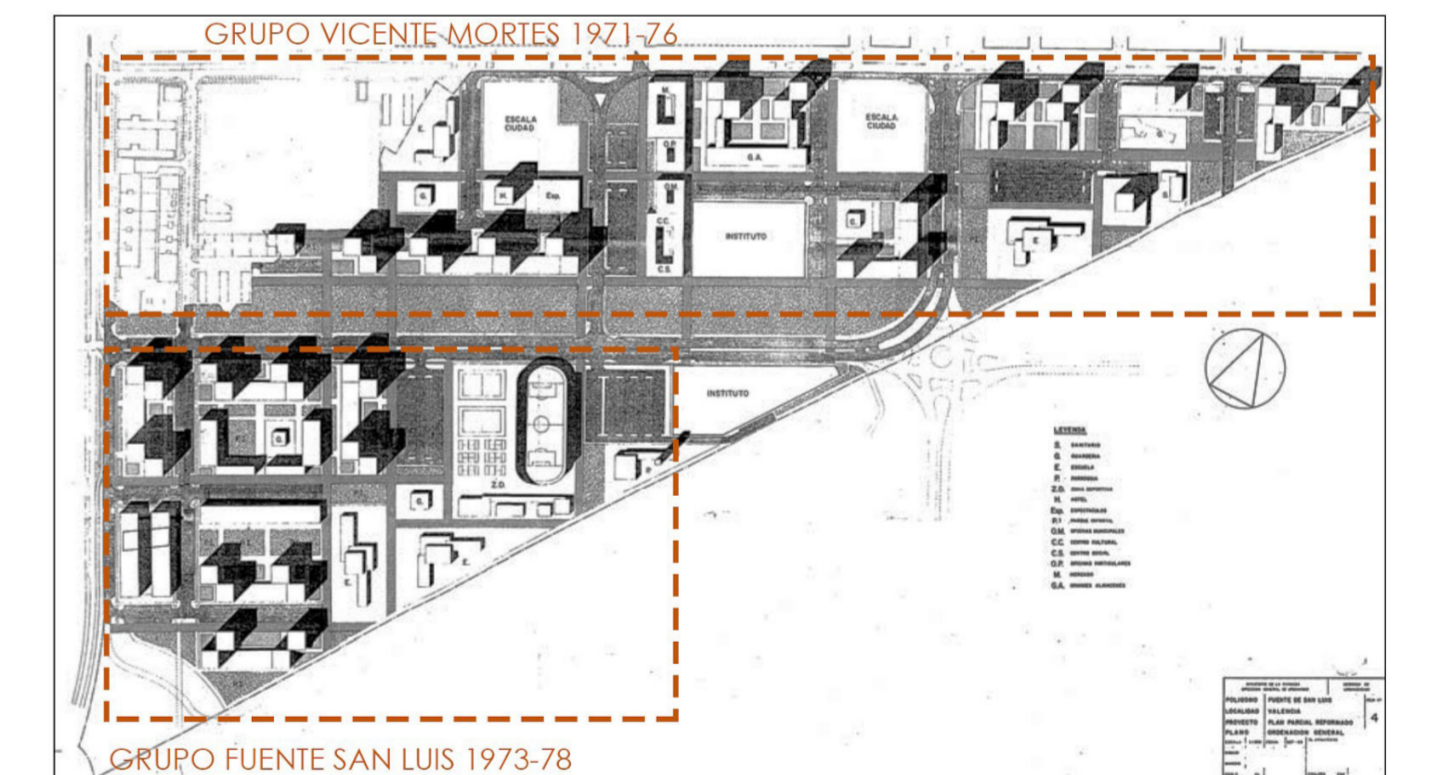 GRUPO VICENTE MORTES 1971-76
ESCALA
CIUDAD
M.
O.P.
G.A.
ESCALA
CIUDAD
E.
G.
H.
Esp.
O.M.
C.C.
C.S.
INSTITUTO
G.
E.
G.
INSTITUTO
G.
Z.D.
P.
G.
E.
E.
LEYENDA
S. SANITARIO
G. GUARDERIA
E. ESCUELA
P. PARROQUIA
Z.D. ZONA DEPORTIVA
H. HOTEL
Esp. ESPECTACULOS
P.I. PARQUE INFANTIL
O.M. OFICINAS MUNICIPALES
C.C. CENTRO CULTURAL
C.S. CENTRO SOCIAL
O.P. OFICINAS PARTICULARES
M. MERCADO
G.A. GRANDES ALMACENES
POLIGONO FUENTE DE SAN LUIS
LOCALIDAD VALENCIA
PROYECTO PLAN PARCIAL REFORMADO
PLANO ORDENACION GENERAL
4
GRUPO FUENTE SAN LUIS 1973-78